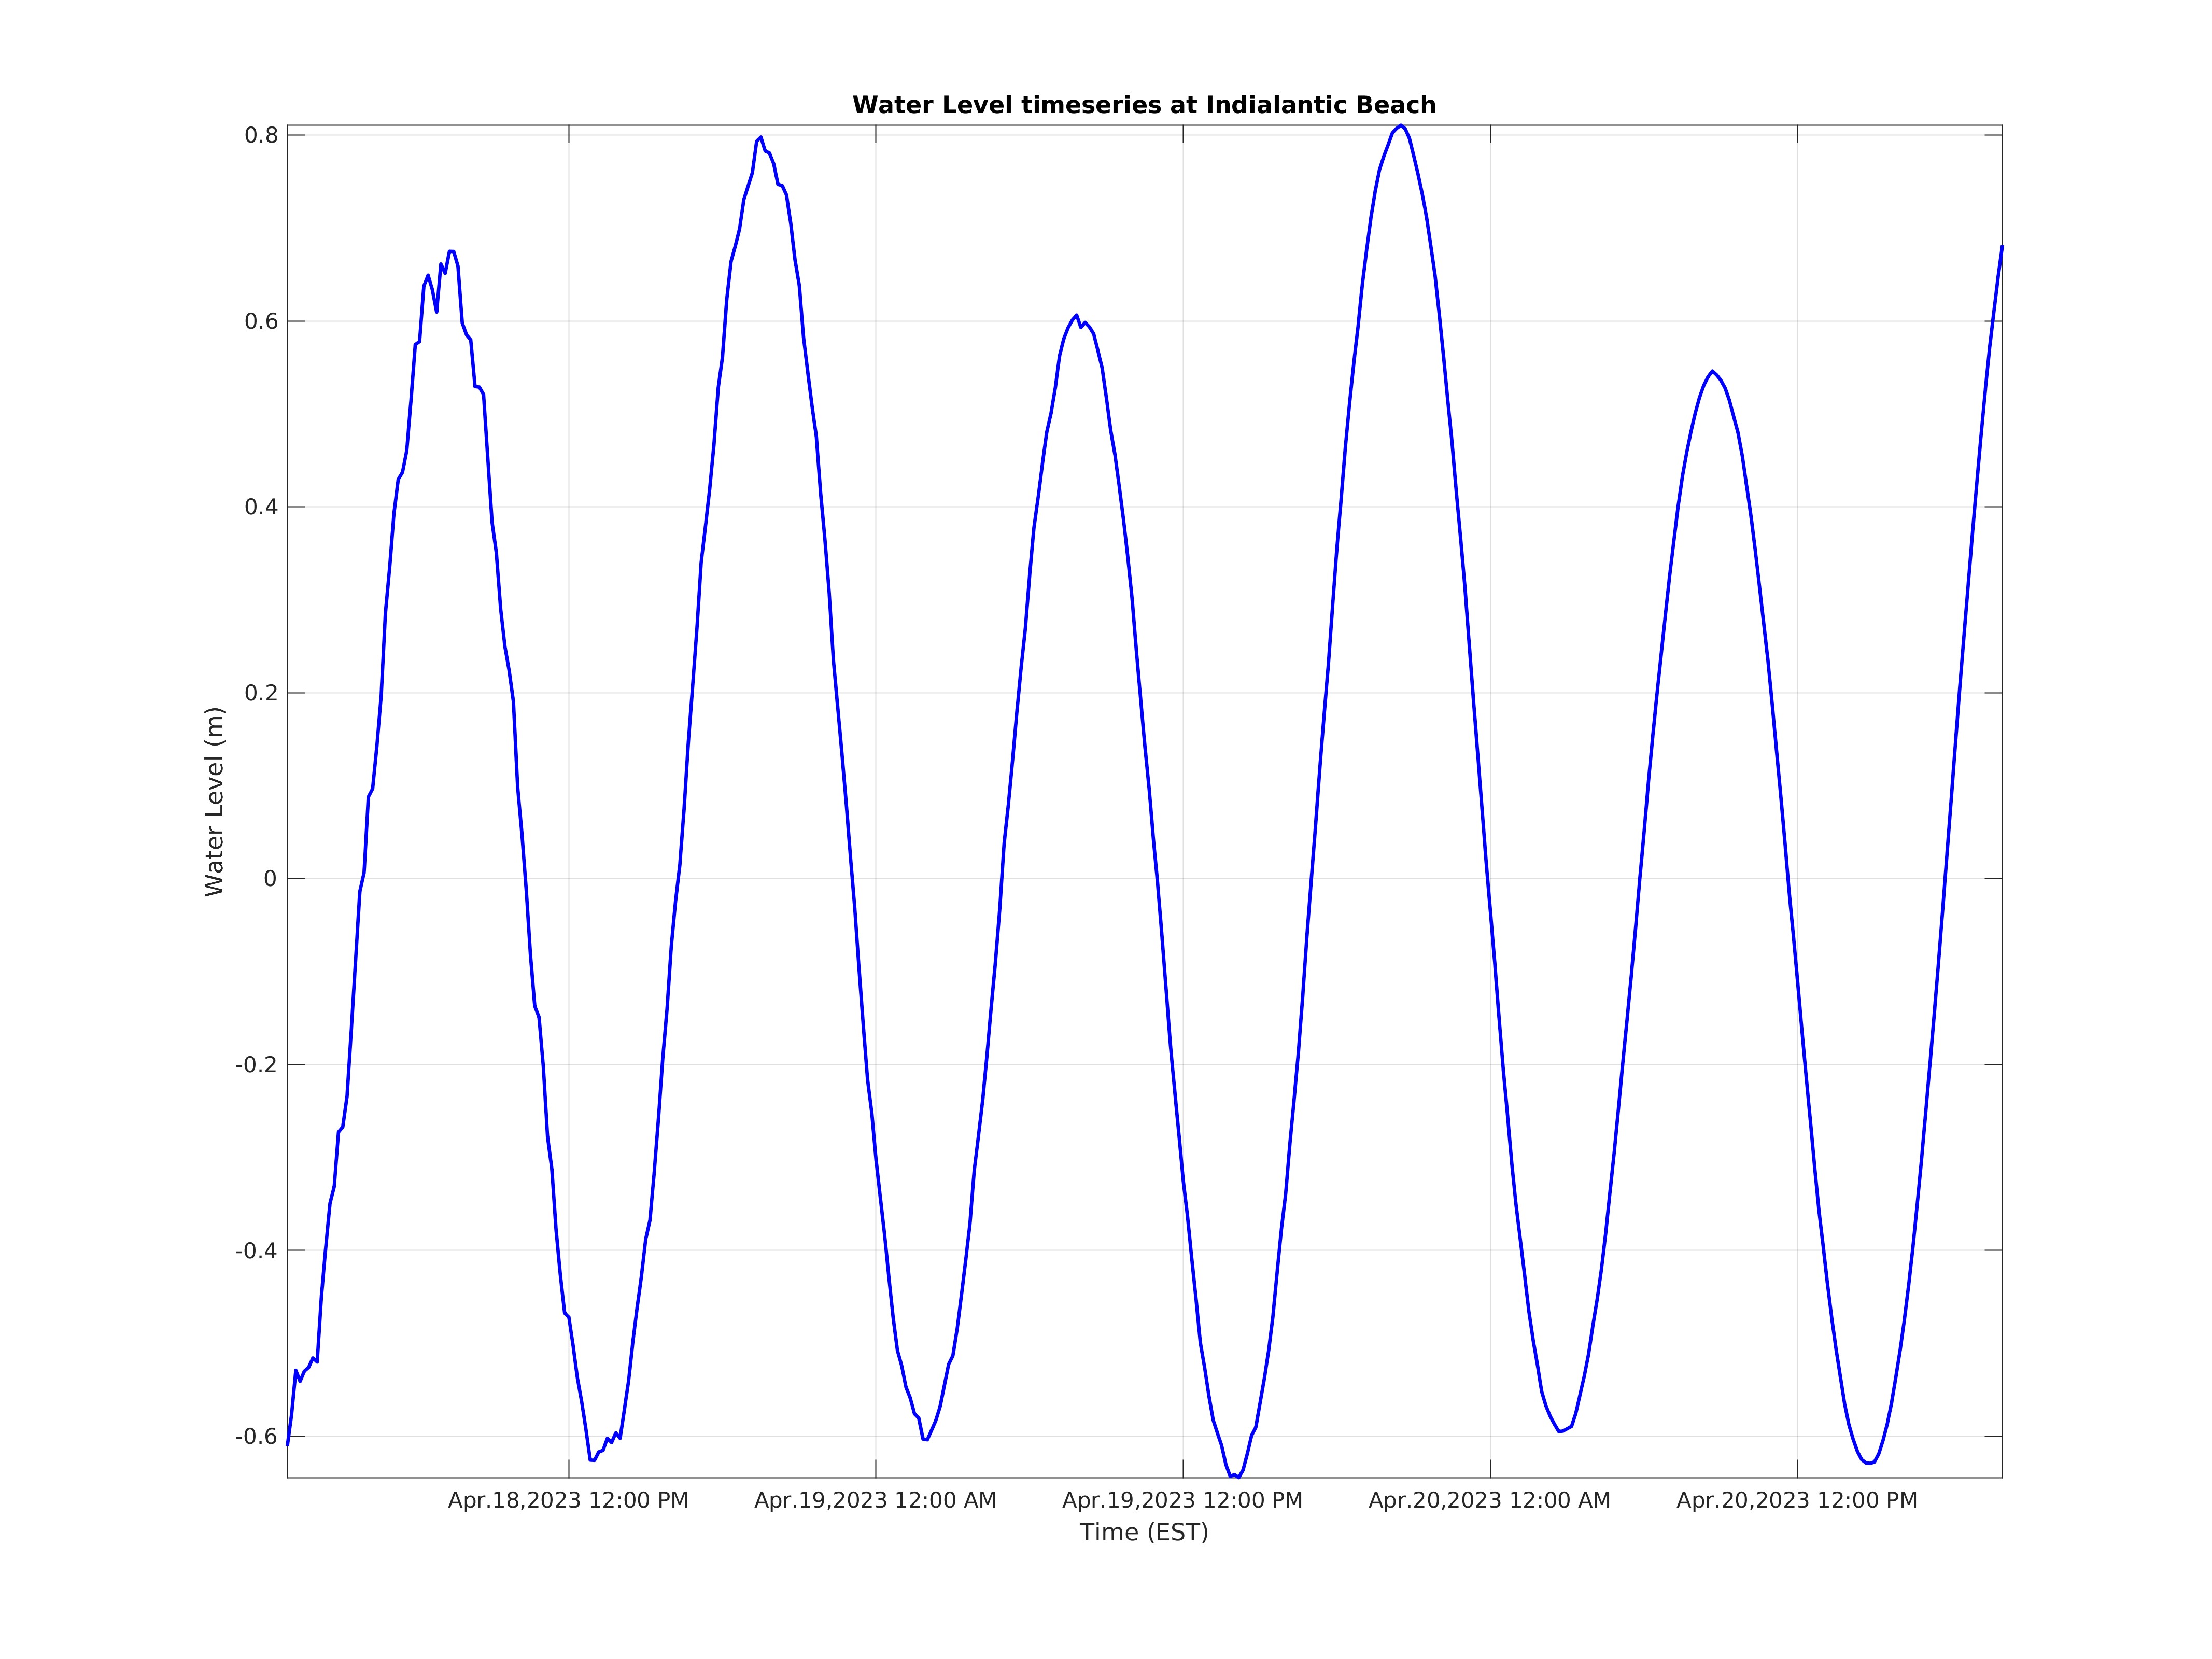 Water Level timeseries at Indialantic Beach
0.8
0.6
0.4
0.2
0
-0.2
-0.4
-0.6
Water Level (m)
Apr.18,2023 12:00 PM
Apr.19,2023 12:00 AM
Apr.19,2023 12:00 PM
Apr.20,2023 12:00 AM
Apr.20,2023 12:00 PM
Time (EST)